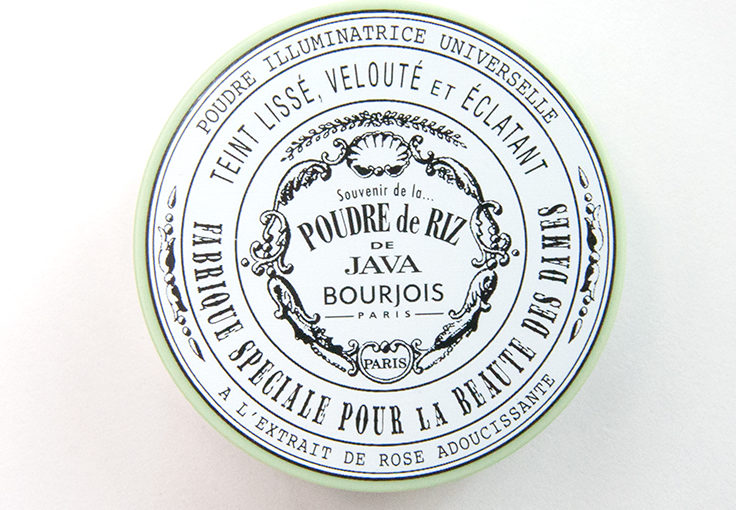 POUDRE ILLUMINATRICE UNIVERSELLE
TEINT LISSÉ, VELOUTÉ ET ÉCLATANT
Souvenir de la...
POUDRE de RIZ
DE
JAVA
BOURJOIS
PARIS
PARIS
FABRIQUE SPECIALE POUR LA BEAUTE DES DAMES
A L'EXTRAIT DE ROSE ADOUCISSANTE